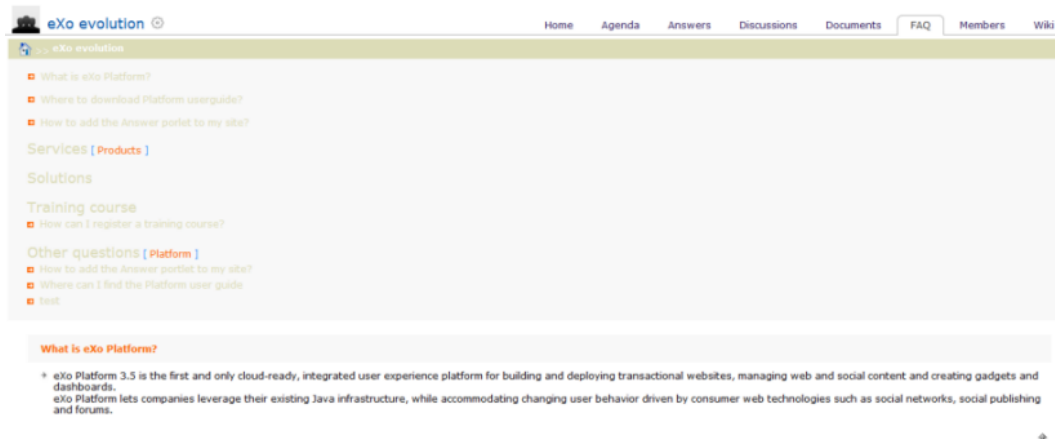 eXo evolution
Home Agenda Answers Discussions Documents FAQ Members Wiki
>> eXo evolution
What is eXo Platform?
Where to download Platform userguide?
How to add the Answer porlet to my site?
Services [ Products ]
Solutions
Training course
How can I register a training course?
Other questions [ Platform ]
How to add the Answer portlet to my site?
Where can I find the Platform user guide
test
What is eXo Platform?
eXo Platform 3.5 is the first and only cloud-ready, integrated user experience platform for building and deploying transactional websites, managing web and social content and creating gadgets and
dashboards.
eXo Platform lets companies leverage their existing Java infrastructure, while accommodating changing user behavior driven by consumer web technologies such as social networks, social publishing
and forums.